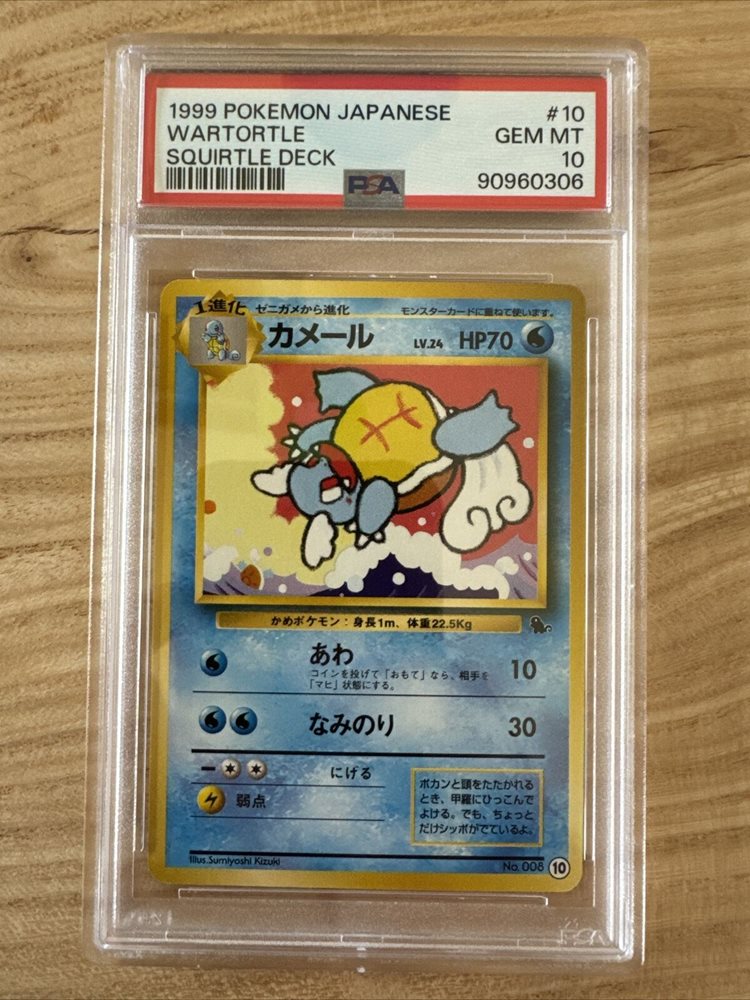 1999 POKEMON JAPANESE #10
WARTORTLE GEM MT
SQUIRTLE DECK 10
PSA 90960306
1進化 ゼニガメから進化 モンスターカードに重ねて使います。
カメール LV.24 HP70
かめポケモン：身長1m、体重22.5Kg
あわ 10
コインを投げて「おもて」なら、相手を
「マヒ」状態にする。
なみのり 30
にげる
弱点
ポカンと頭をたたかれる
とき、甲羅にひっこんで
よける。でも、ちょっと
だけシッポがでているよ。
Illus.Sumiyoshi Kizuki No.008 10
PSA